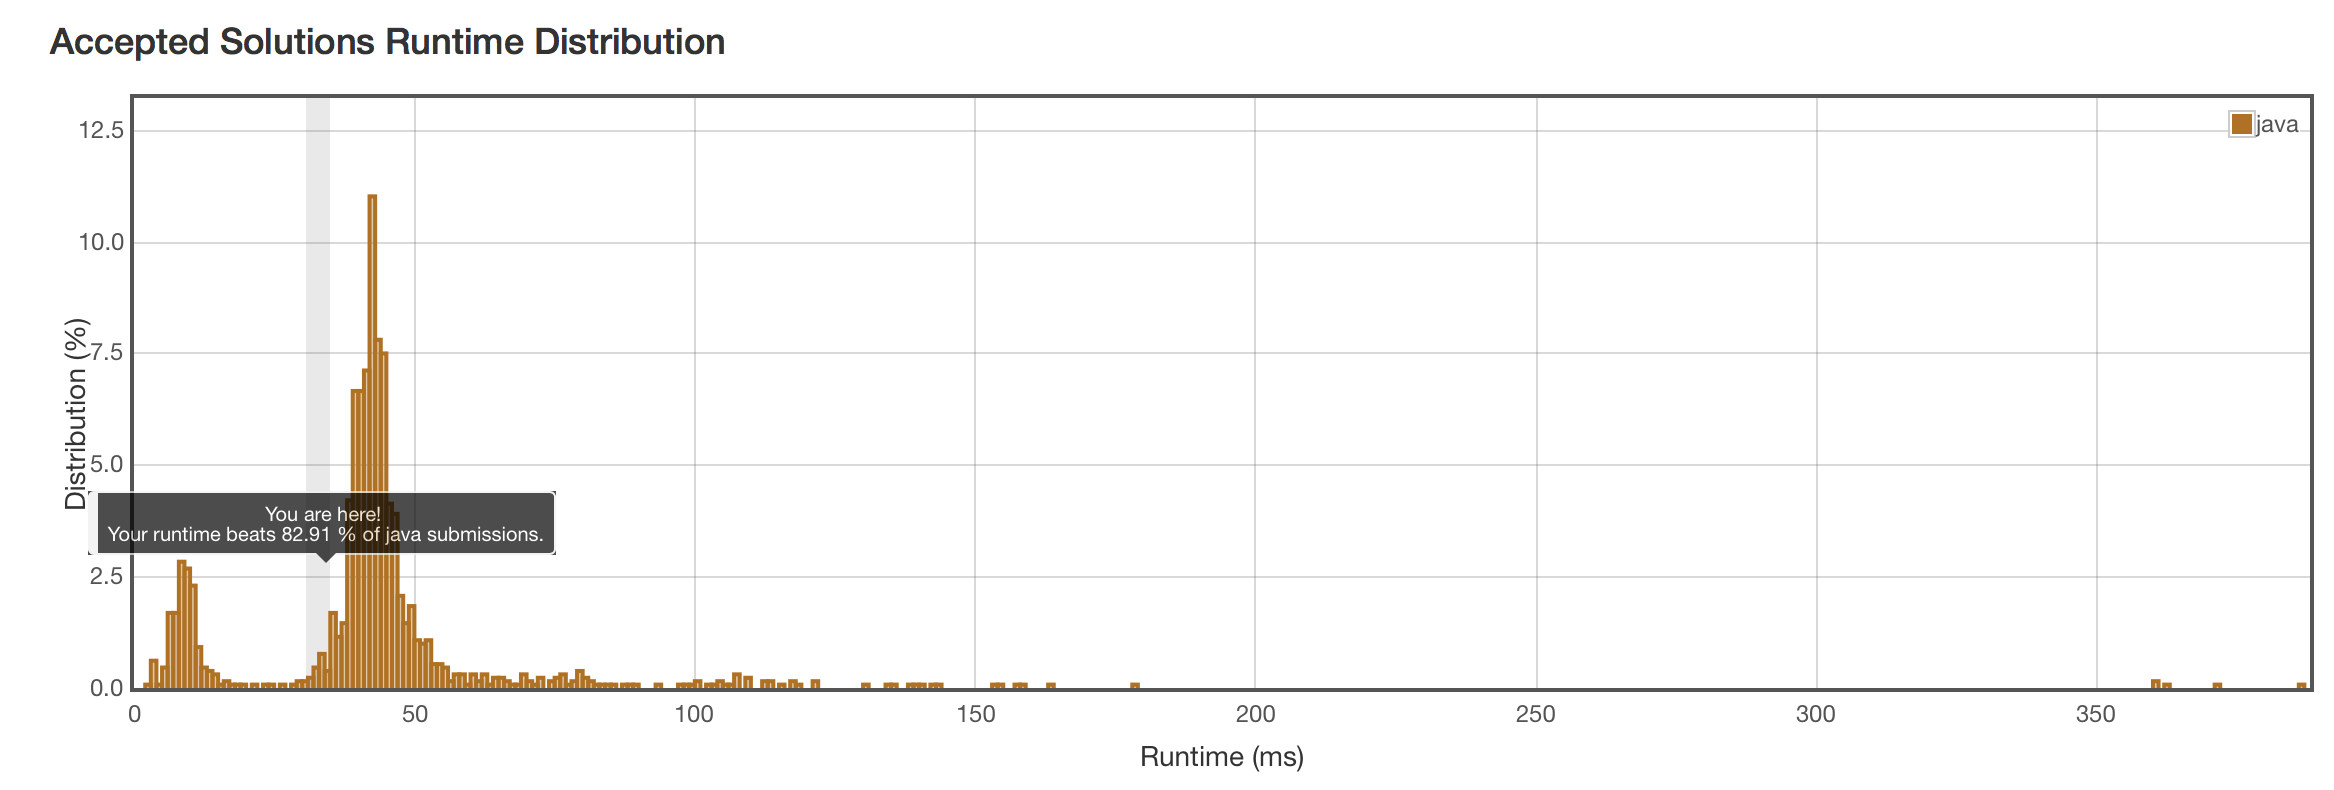 Accepted Solutions Runtime Distribution
12.5
10.0
7.5
5.0
2.5
0.0
Distribution (%)
java
You are here!
Your runtime beats 82.91 % of java submissions.
0 50 100 150 200 250 300 350
Runtime (ms)